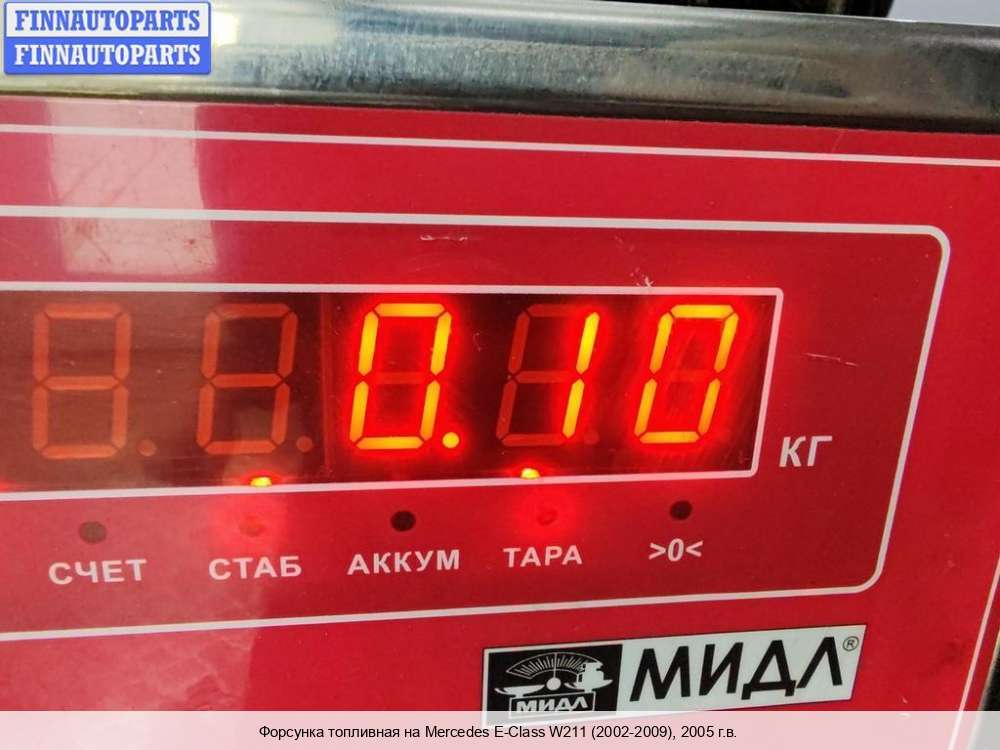 FINNAUTOPARTS
FINNAUTOPARTS
0.10
КГ
СЧЕТ СТАБ АККУМ ТАРА >0<
МИДЛ МИДЛ®
Форсунка топливная на Mercedes E-Class W211 (2002-2009), 2005 г.в.